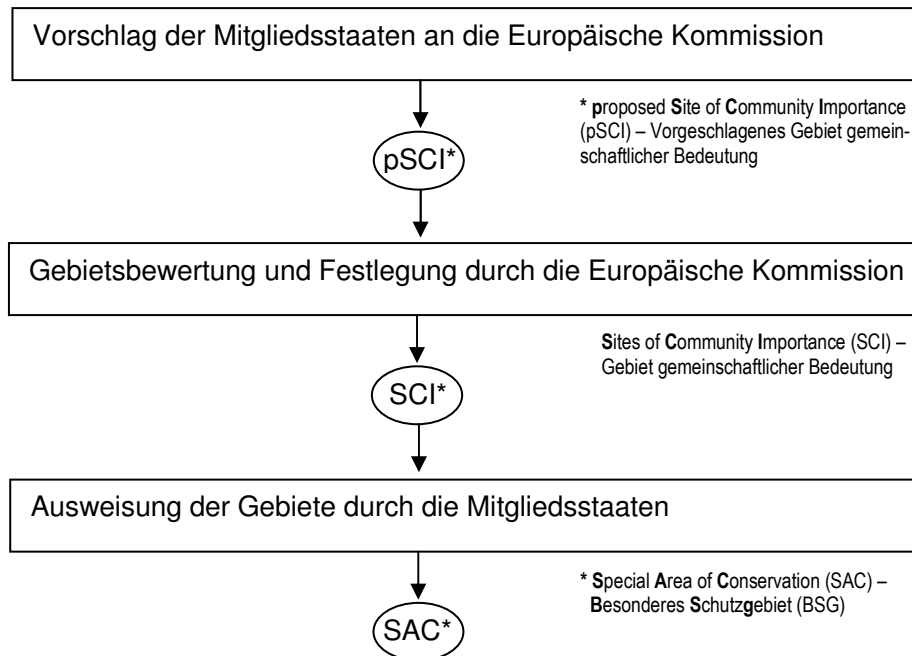 Vorschlag der Mitgliedsstaaten an die Europäische Kommission
* proposed Site of Community Importance
(pSCI) – Vorgeschlagenes Gebiet gemein-
schaftlicher Bedeutung
pSCI*
Gebietsbewertung und Festlegung durch die Europäische Kommission
Sites of Community Importance (SCI) –
Gebiet gemeinschaftlicher Bedeutung
SCI*
Ausweisung der Gebiete durch die Mitgliedsstaaten
* Special Area of Conservation (SAC) –
Besonderes Schutzgebiet (BSG)
SAC*